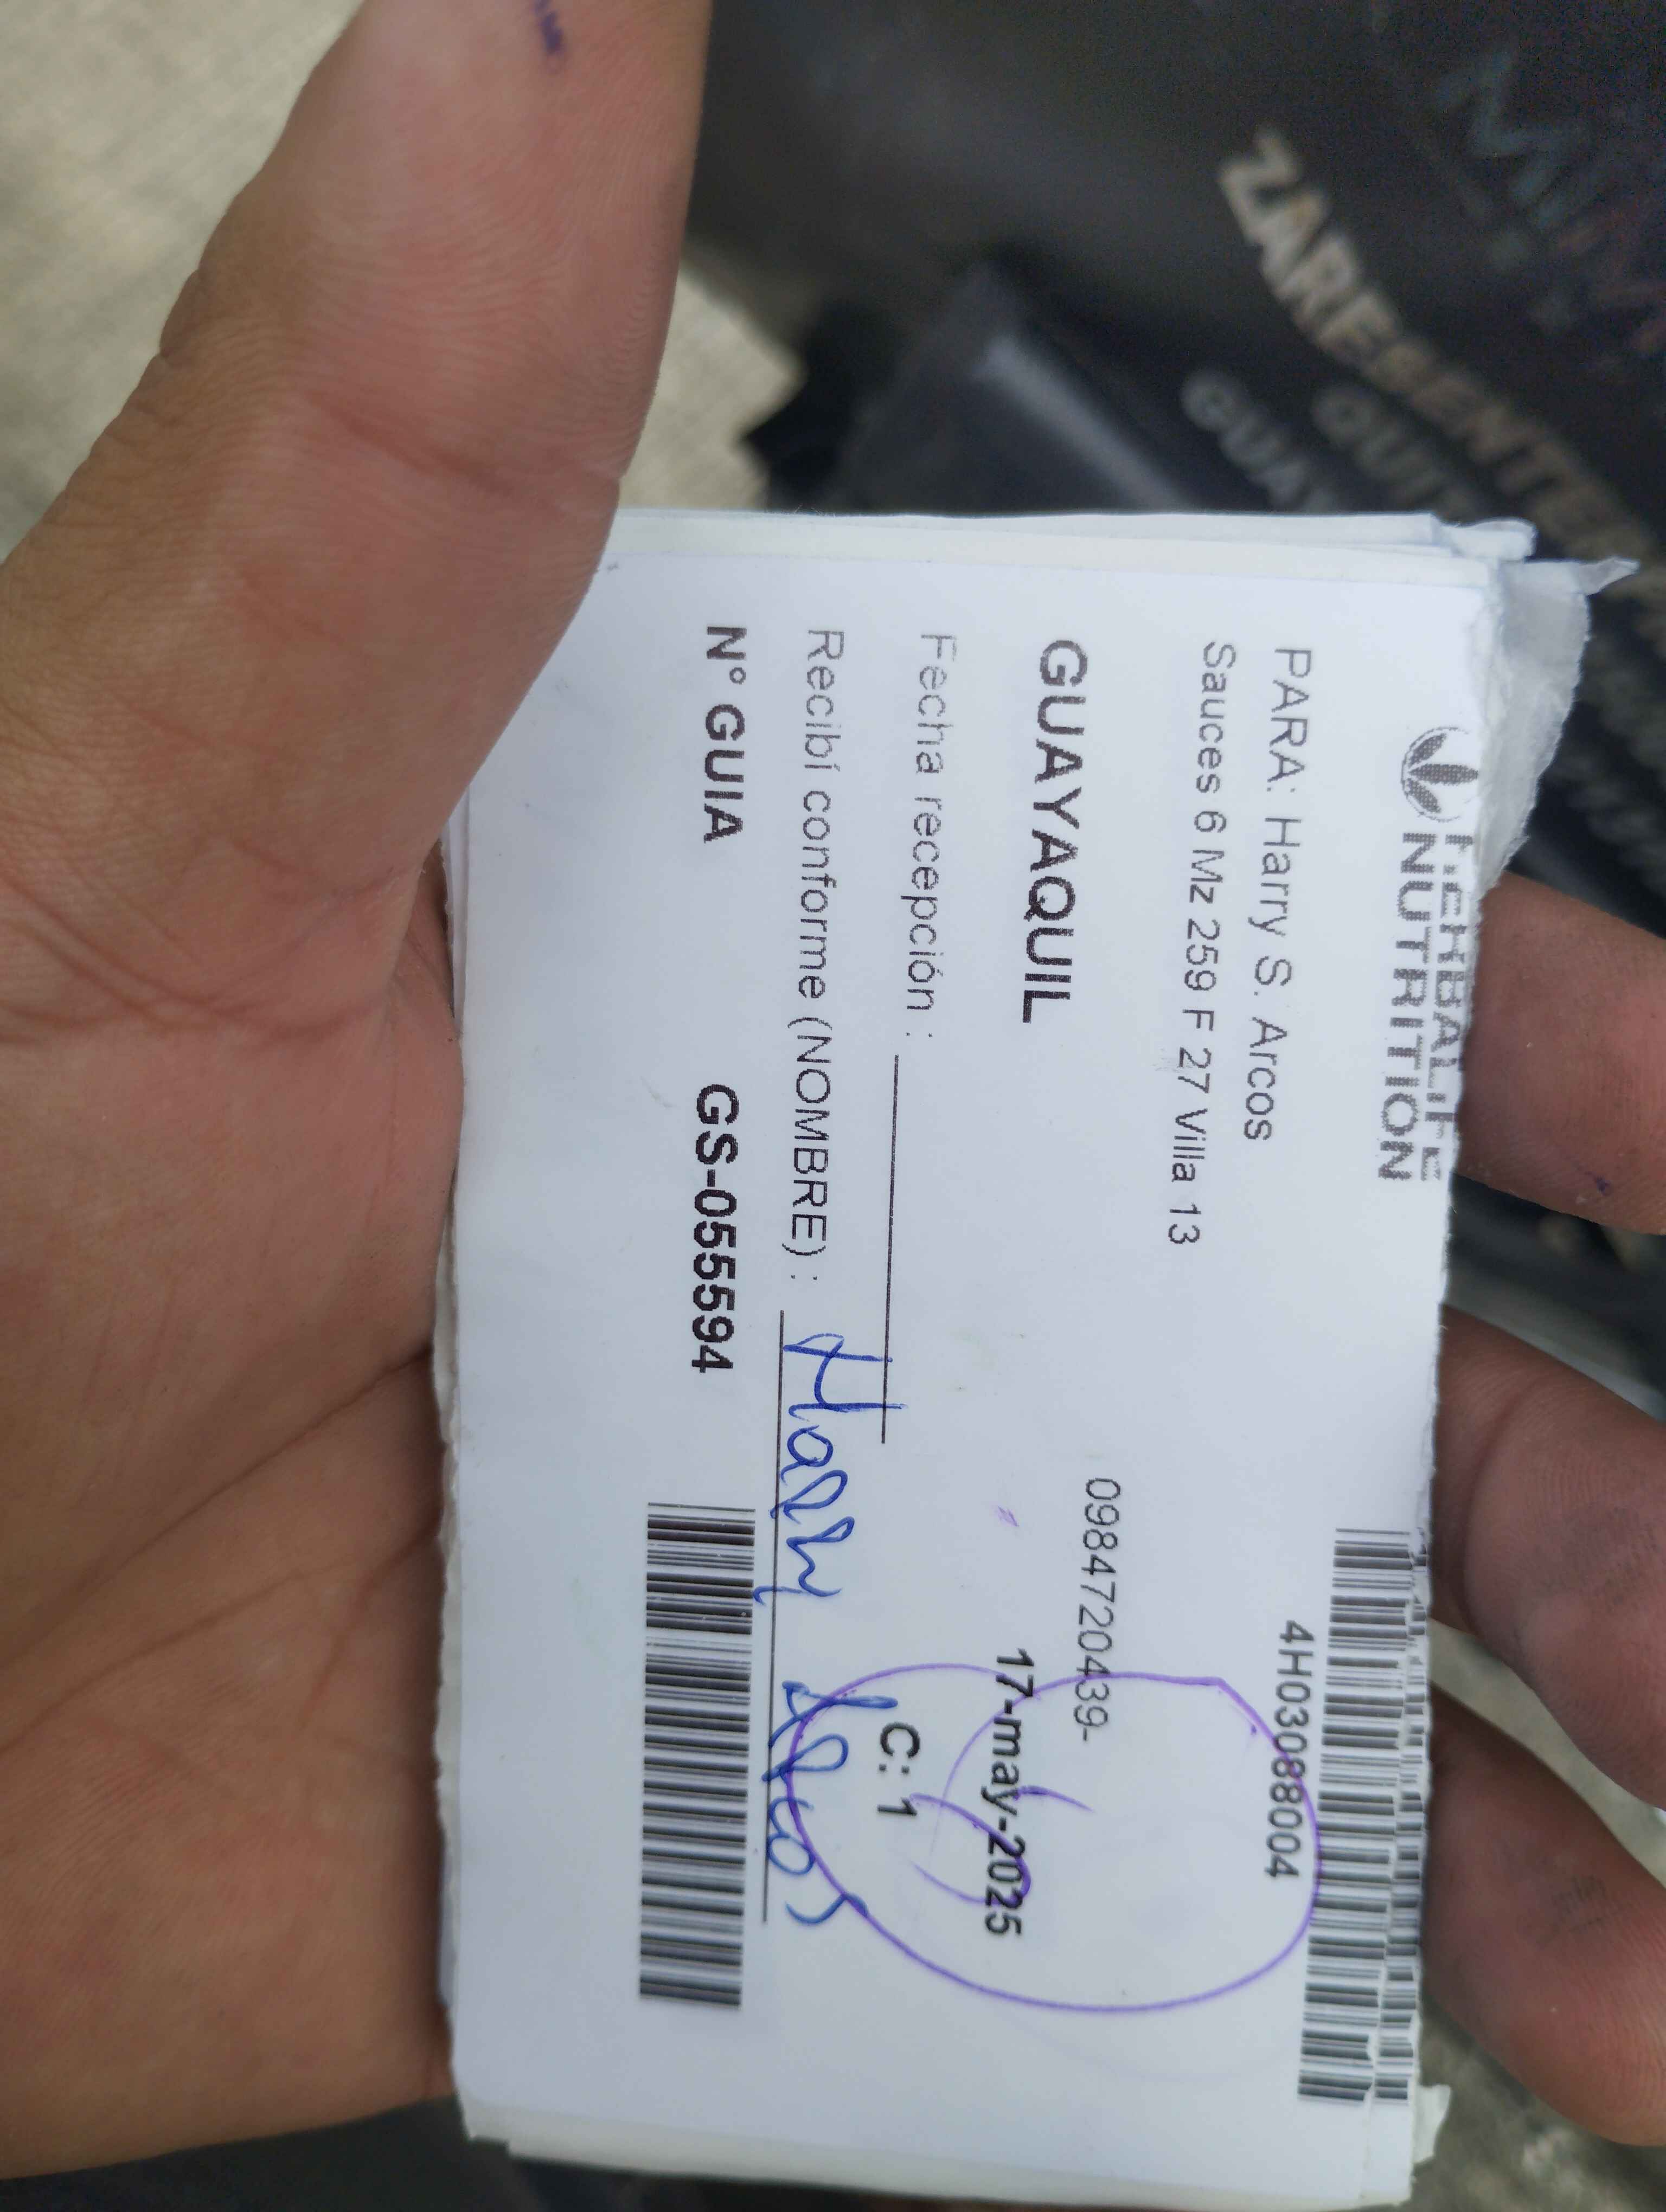 HERBALIFE
NUTRITION
4H03088004
PARA: Harry S. Arcos
Sauces 6 Mz 259 F 27 Villa 13
0984720439-
GUAYAQUIL
17-may-2025
Fecha recepción :
C: 1
Recibí conforme (NOMBRE) : Harry Arcos
N° GUIA GS-055594